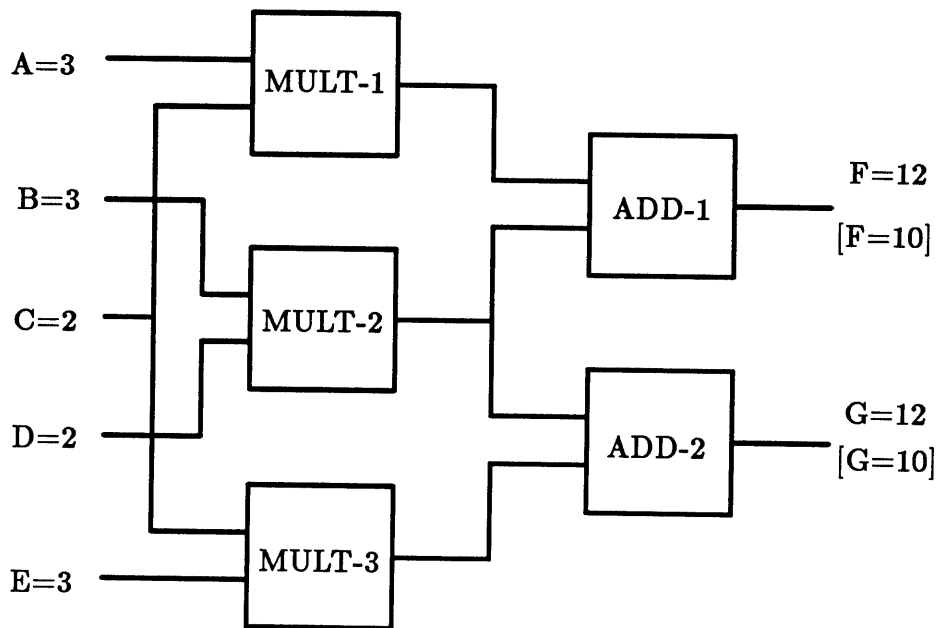 A=3
MULT-1
B=3
ADD-1
F=12
[F=10]
C=2
MULT-2
D=2
ADD-2
G=12
[G=10]
E=3
MULT-3